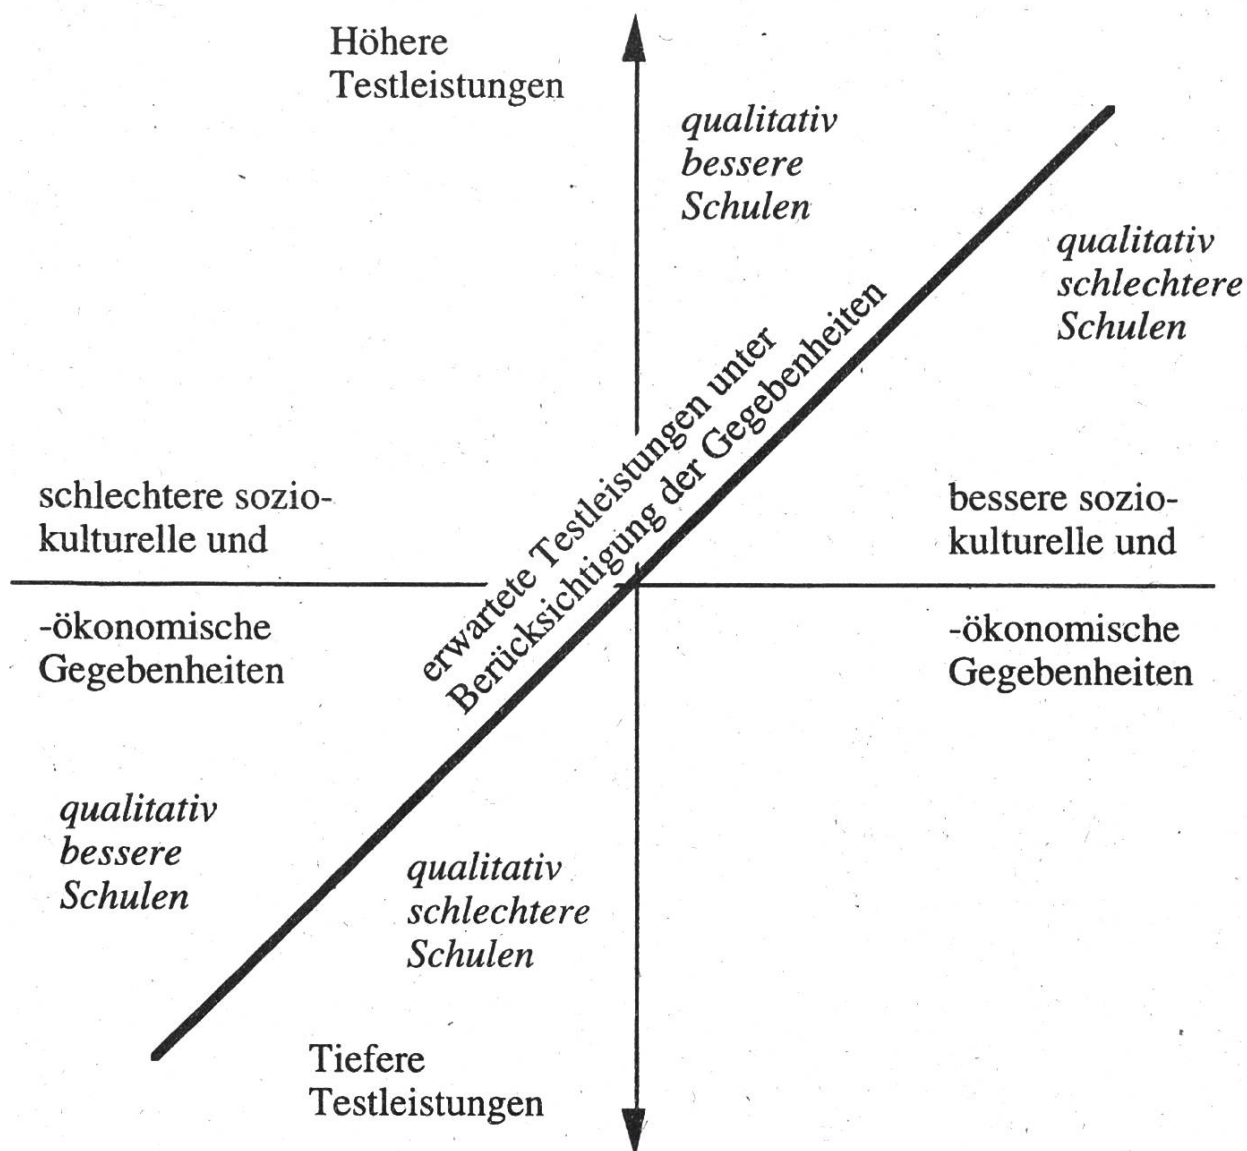 Höhere
Testleistungen
qualitativ
bessere
Schulen
qualitativ
schlechtere
Schulen
erwartete Testleistungen unter
Berücksichtigung der Gegebenheiten
schlechtere sozio-
kulturelle und
-ökonomische
Gegebenheiten
bessere sozio-
kulturelle und
-ökonomische
Gegebenheiten
qualitativ
bessere
Schulen
qualitativ
schlechtere
Schulen
Tiefere
Testleistungen